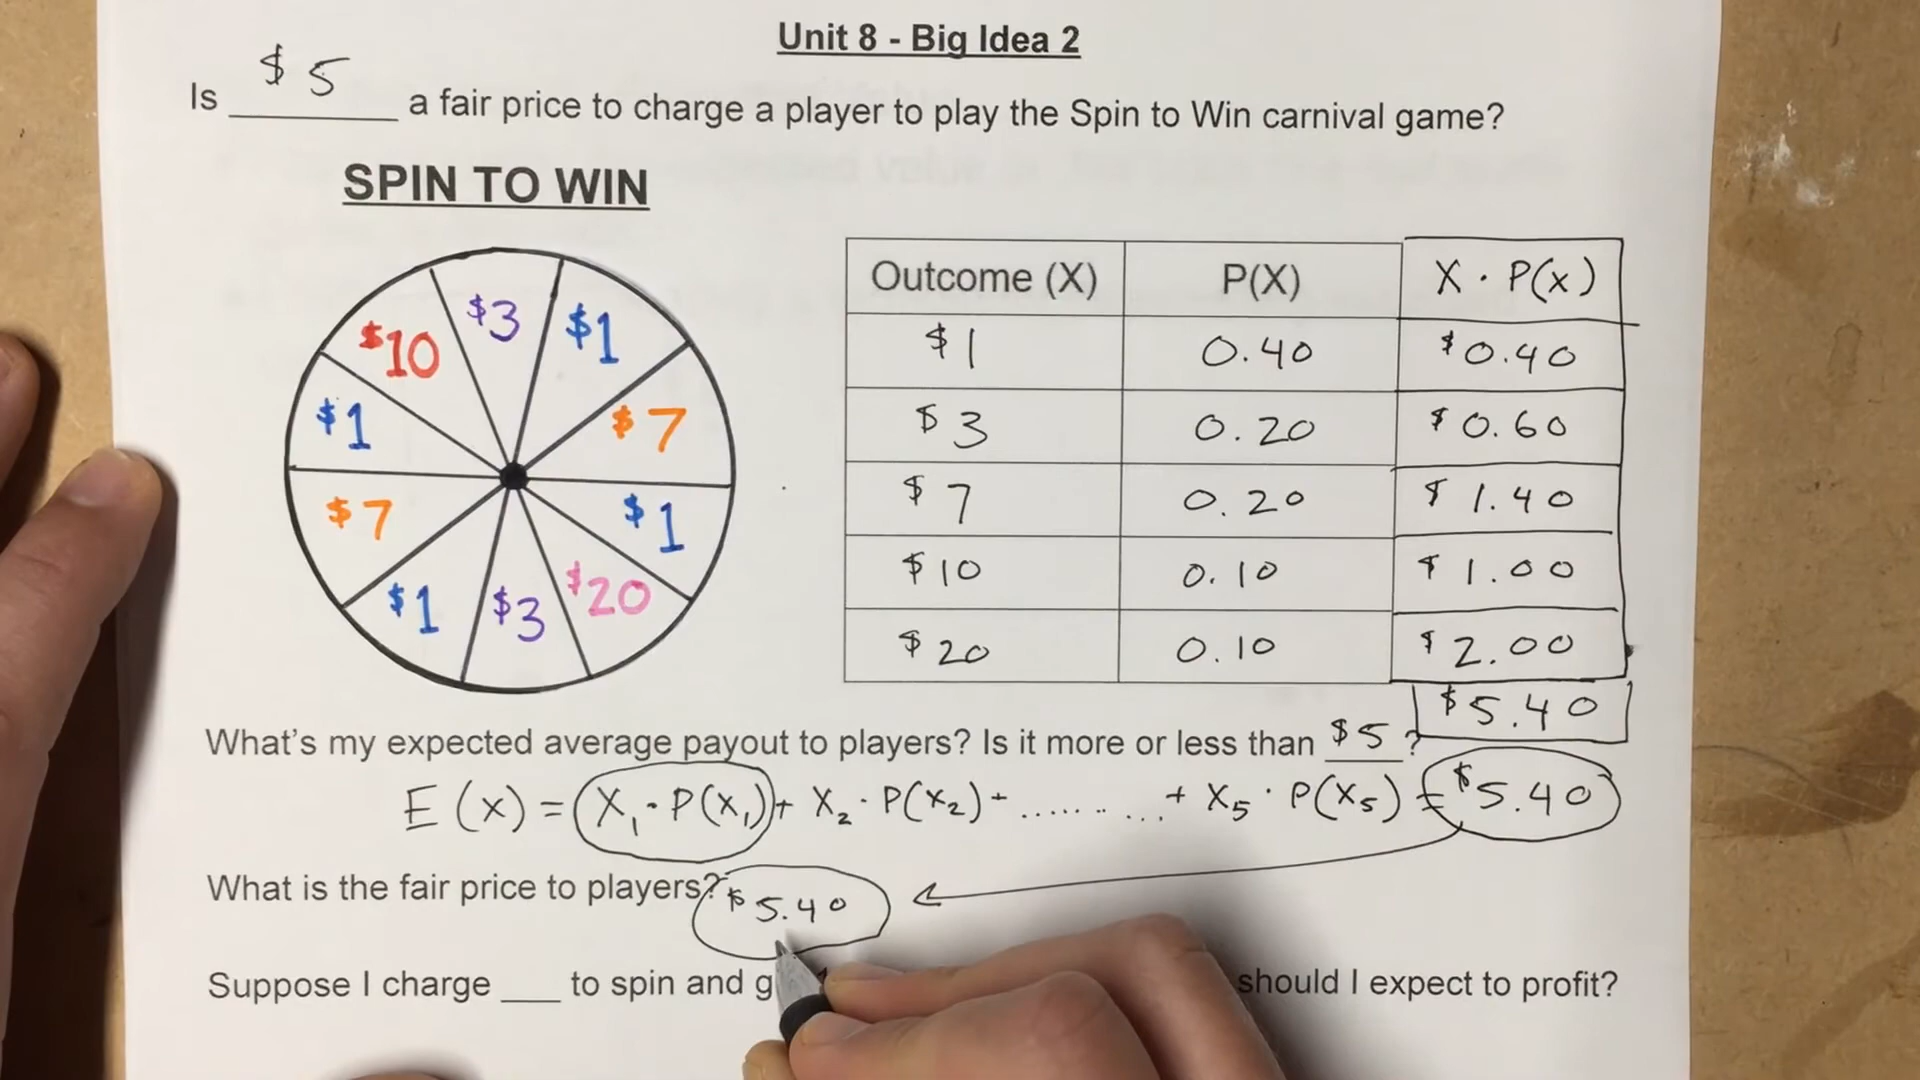 Unit 8 - Big Idea 2
Is $5 a fair price to charge a player to play the Spin to Win carnival game?
SPIN TO WIN
$3
$1
$10
$7
$1
$7
$1
$20
$3
$1
Outcome (X) P(X) X · P(x)
$1 0.40 $0.40
$3 0.20 $0.60
$7 0.20 $1.40
$10 0.10 $1.00
$20 0.10 $2.00
$5.40
What's my expected average payout to players? Is it more or less than $5 ?
E(x) = X₁ · P(x₁) + X₂ · P(x₂) + ......... + X₅ · P(X₅) = $5.40
What is the fair price to players? $5.40
Suppose I charge ___ to spin and should I expect to profit?